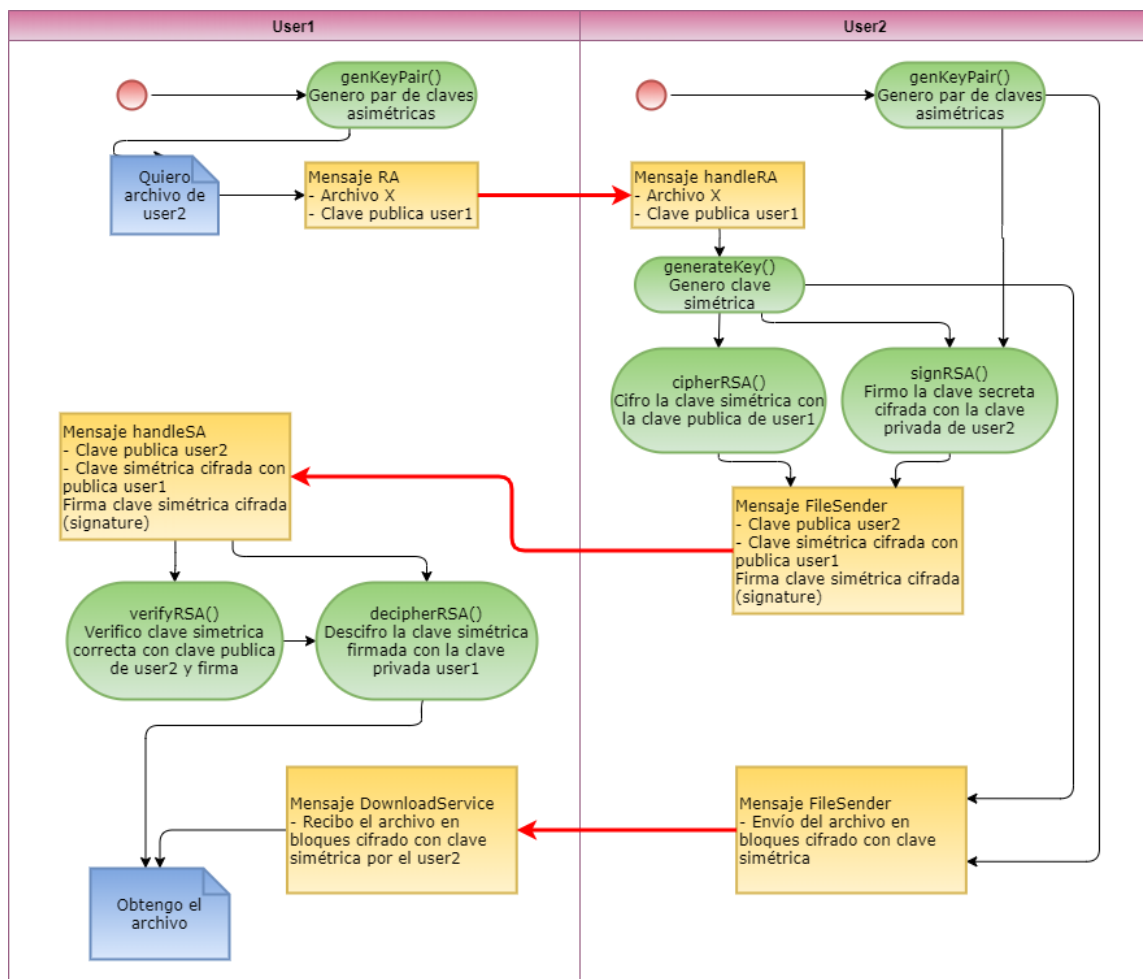 User1
User2
genKeyPair()
Genero par de claves
asimétricas
genKeyPair()
Genero par de claves
asimétricas
Quiero
archivo de
user2
Mensaje RA
- Archivo X
- Clave publica user1
Mensaje handleRA
- Archivo X
- Clave publica user1
generateKey()
Genero clave
simétrica
cipherRSA()
Cifro la clave simétrica con
la clave publica de user1
signRSA()
Firmo la clave secreta
cifrada con la clave
privada de user2
Mensaje handleSA
- Clave publica user2
- Clave simétrica cifrada con
publica user1
Firma clave simétrica cifrada
(signature)
Mensaje FileSender
- Clave publica user2
- Clave simétrica cifrada con
publica user1
Firma clave simétrica cifrada
(signature)
verifyRSA()
Verifico clave simetrica
correcta con clave publica
de user2 y firma
decipherRSA()
Descifro la clave simétrica
firmada con la clave
privada user1
Mensaje DownloadService
- Recibo el archivo en
bloques cifrado con clave
simétrica por el user2
Mensaje FileSender
- Envío del archivo en
bloques cifrado con clave
simétrica
Obtengo el
archivo